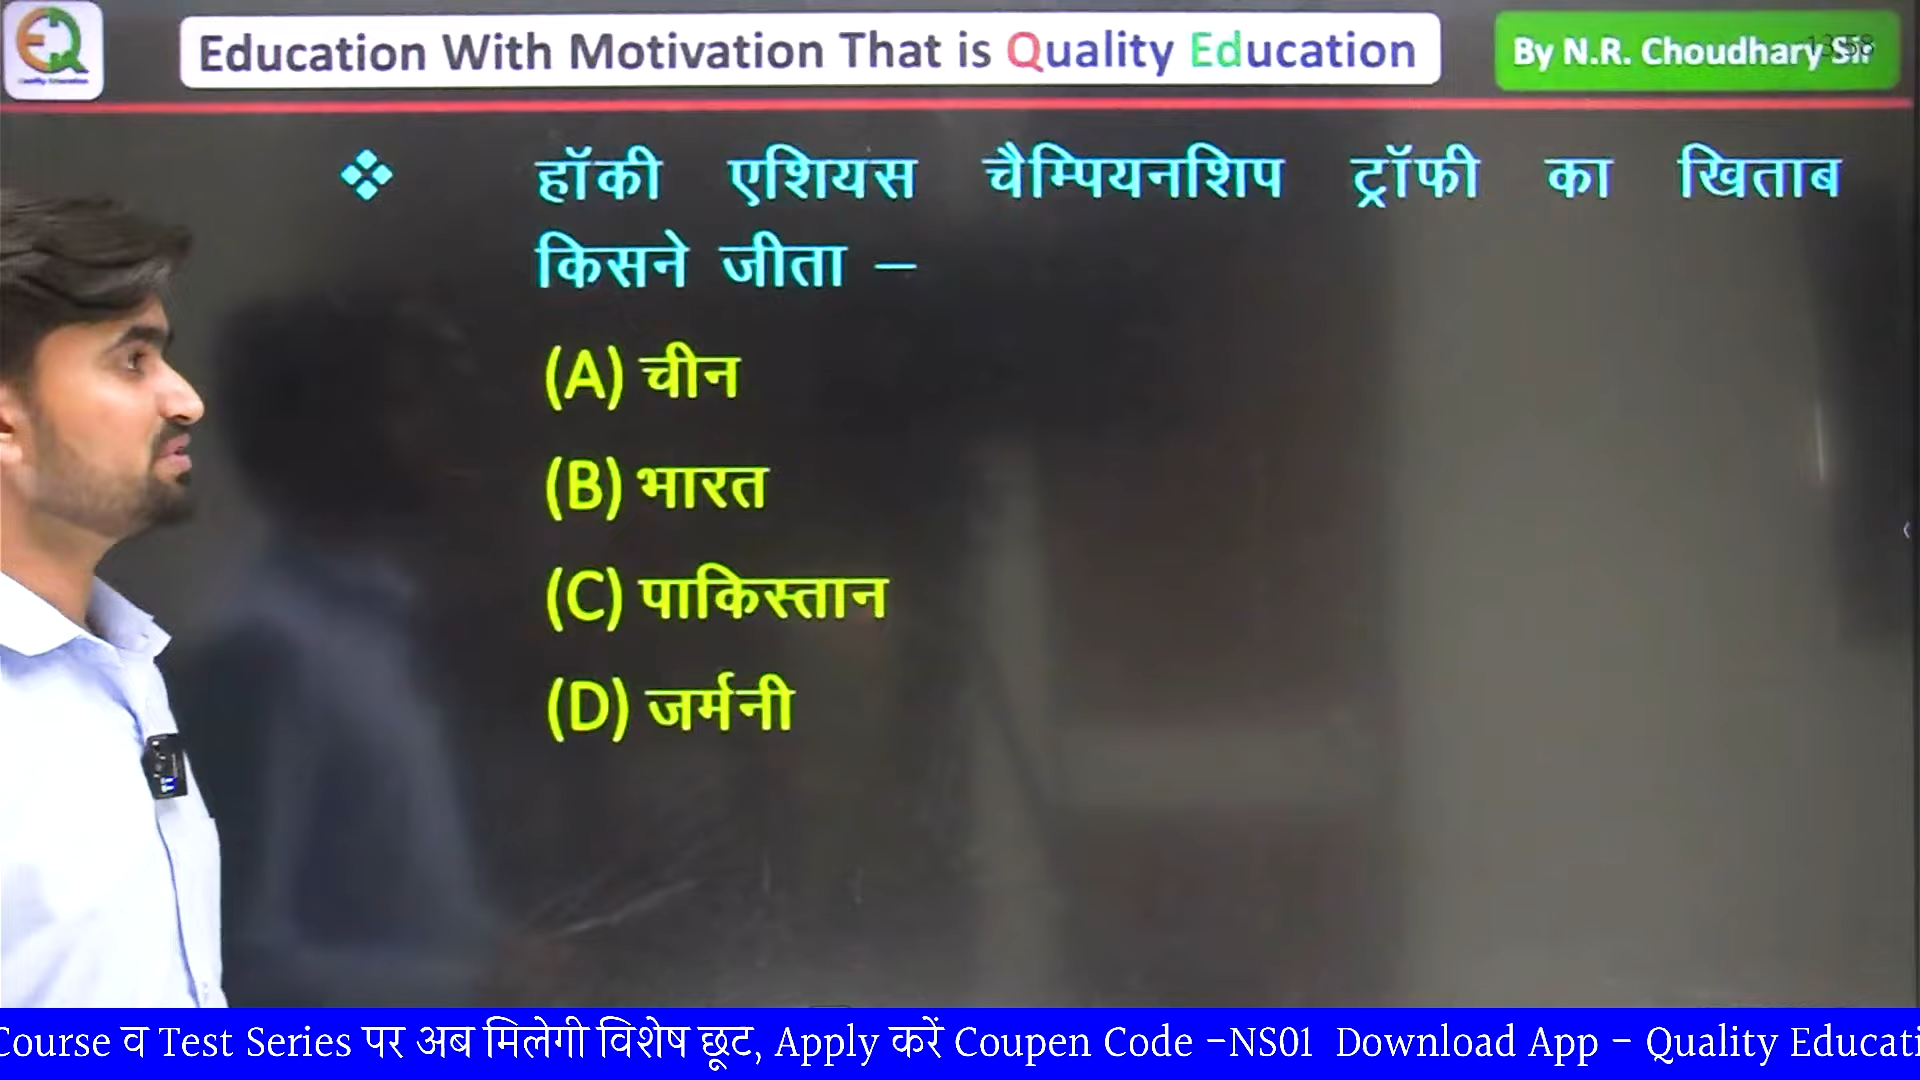 Education With Motivation That is Quality Education
By N.R. Choudhary Sir
❖ हॉकी एशियस चैम्पियनशिप ट्रॉफी का खिताब
किसने जीता –
(A) चीन
(B) भारत
(C) पाकिस्तान
(D) जर्मनी
Course व Test Series पर अब मिलेगी विशेष छूट, Apply करें Coupen Code -NS01 Download App - Quality Educati